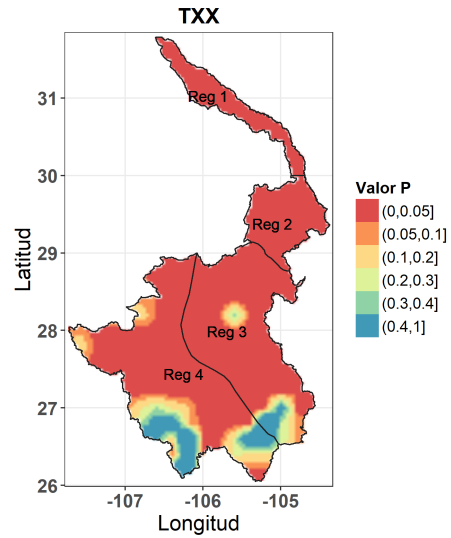 TXX
31
30
29
28
27
26
Latitud
-107
-106
-105
Longitud
Reg 1
Reg 2
Reg 3
Reg 4
Valor P
(0,0.05]
(0.05,0.1]
(0.1,0.2]
(0.2,0.3]
(0.3,0.4]
(0.4,1]